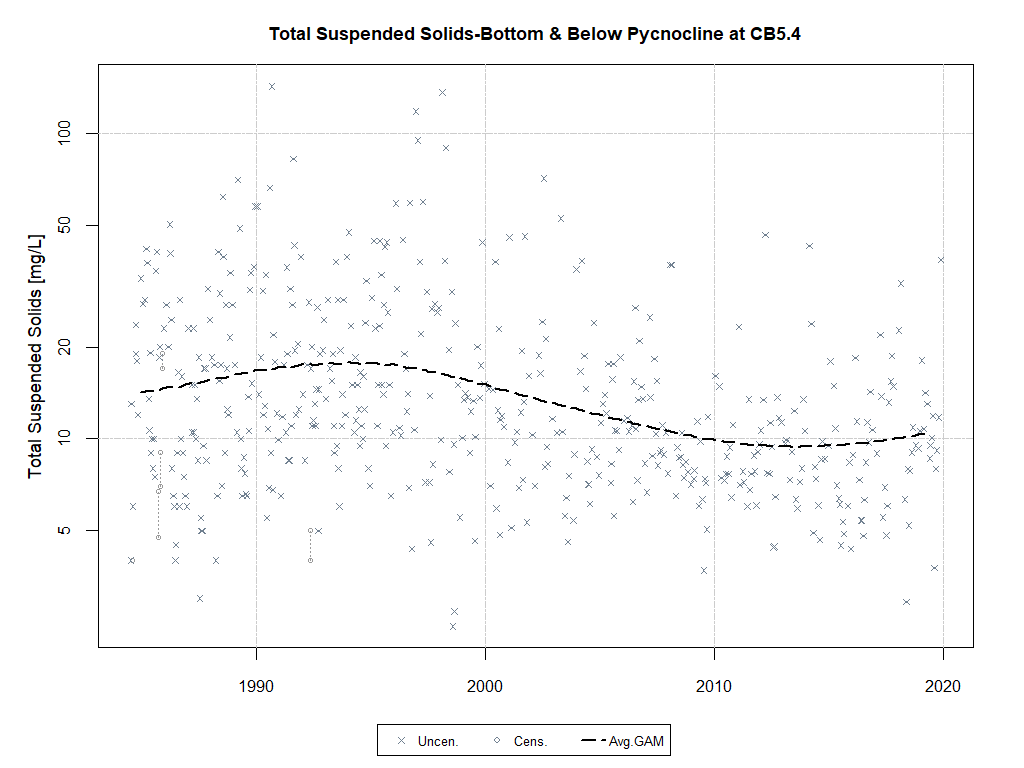 Total Suspended Solids-Bottom & Below Pycnocline at CB5.4
Total Suspended Solids [mg/L]
100
50
20
10
5
1990 2000 2010 2020
Uncen. Cens. Avg.GAM